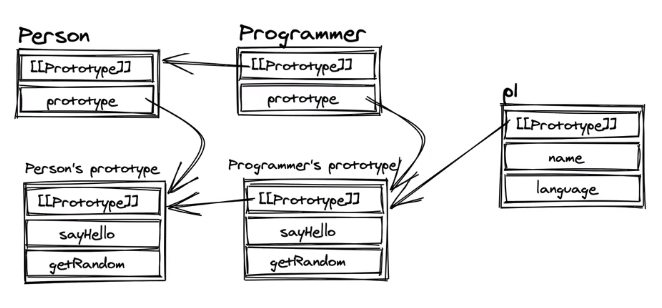 Person
[[Prototype]]
prototype
Programmer
[[Prototype]]
prototype
p1
[[Prototype]]
name
language
Person's prototype
[[Prototype]]
sayHello
getRandom
Programmer's prototype
[[Prototype]]
sayHello
getRandom